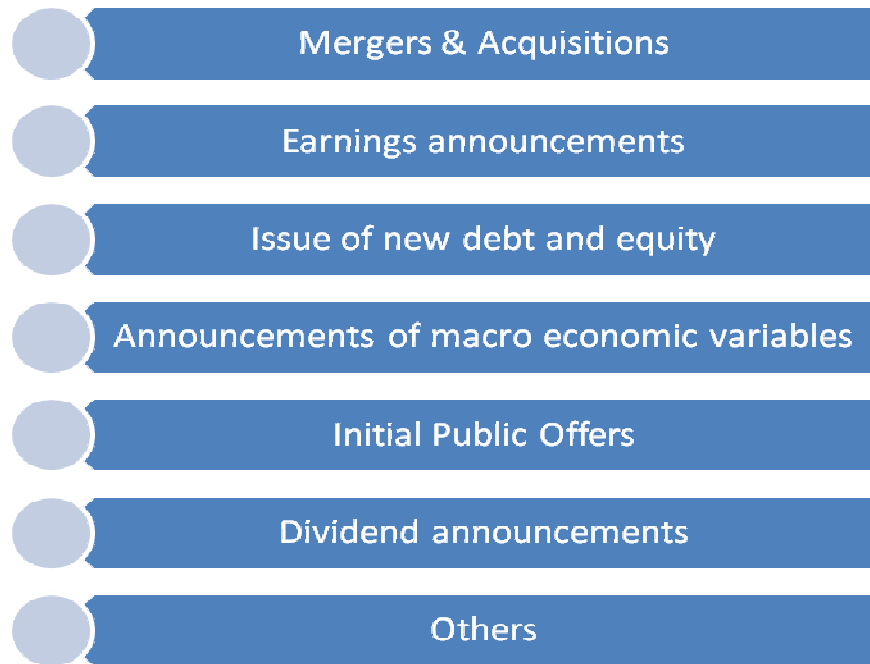 Mergers & Acquisitions
Earnings announcements
Issue of new debt and equity
Announcements of macro economic variables
Initial Public Offers
Dividend announcements
Others